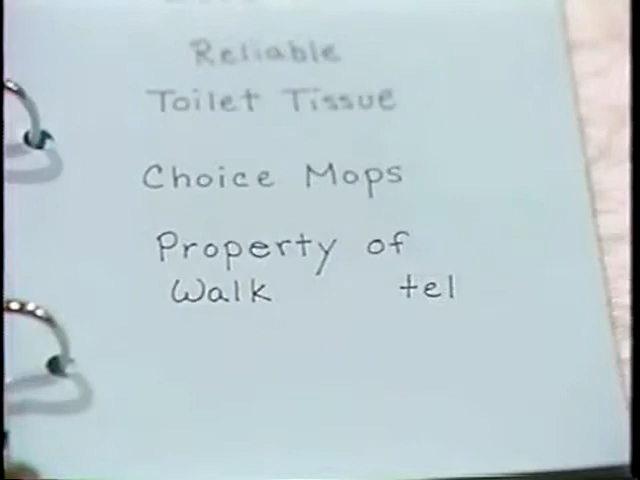 Reliable
Toilet Tissue
Choice Mops
Property of
Walk tel